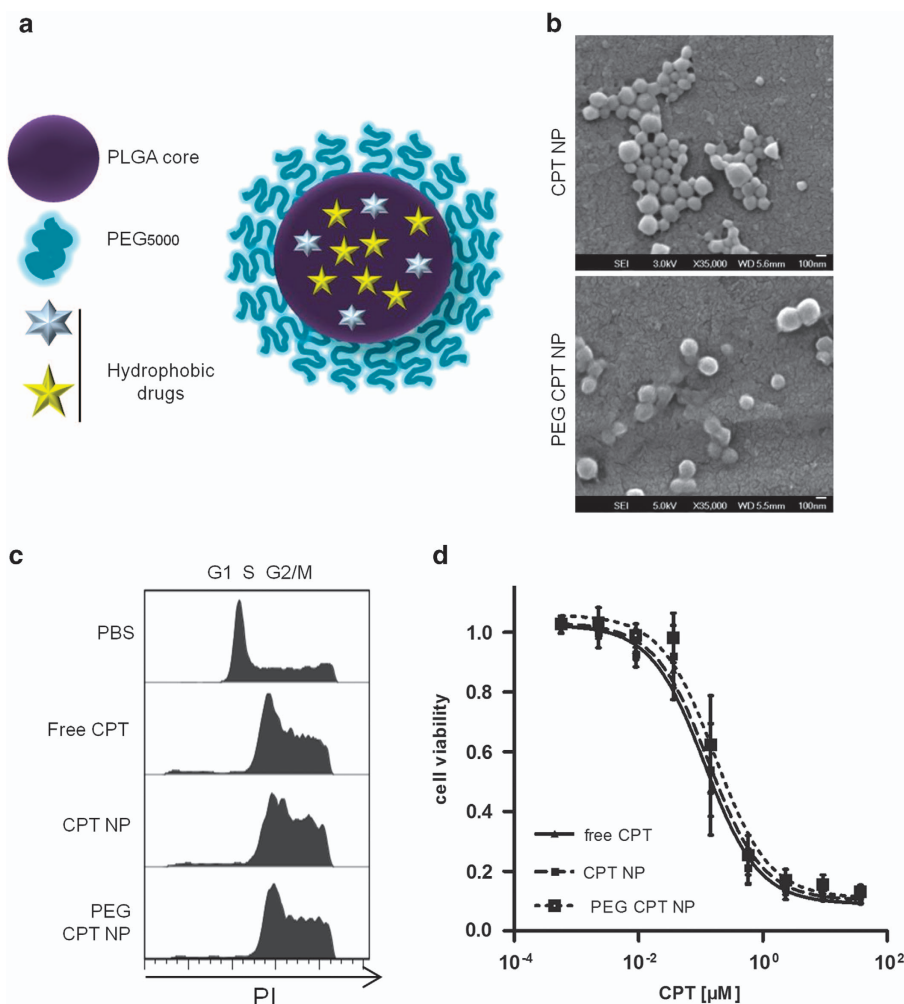 a
PLGA core
PEG5000
Hydrophobic
drugs
b
CPT NP
SEI 3.0kV X35,000 WD 5.6mm 100nm
PEG CPT NP
SEI 5.0kV X35,000 WD 5.5mm 100nm
c
G1 S G2/M
PBS
Free CPT
CPT NP
PEG
CPT NP
PI
d
cell viability
1.0
0.8
0.6
0.4
0.2
0.0
free CPT
CPT NP
PEG CPT NP
10-4
10-2
100
102
CPT [µM]